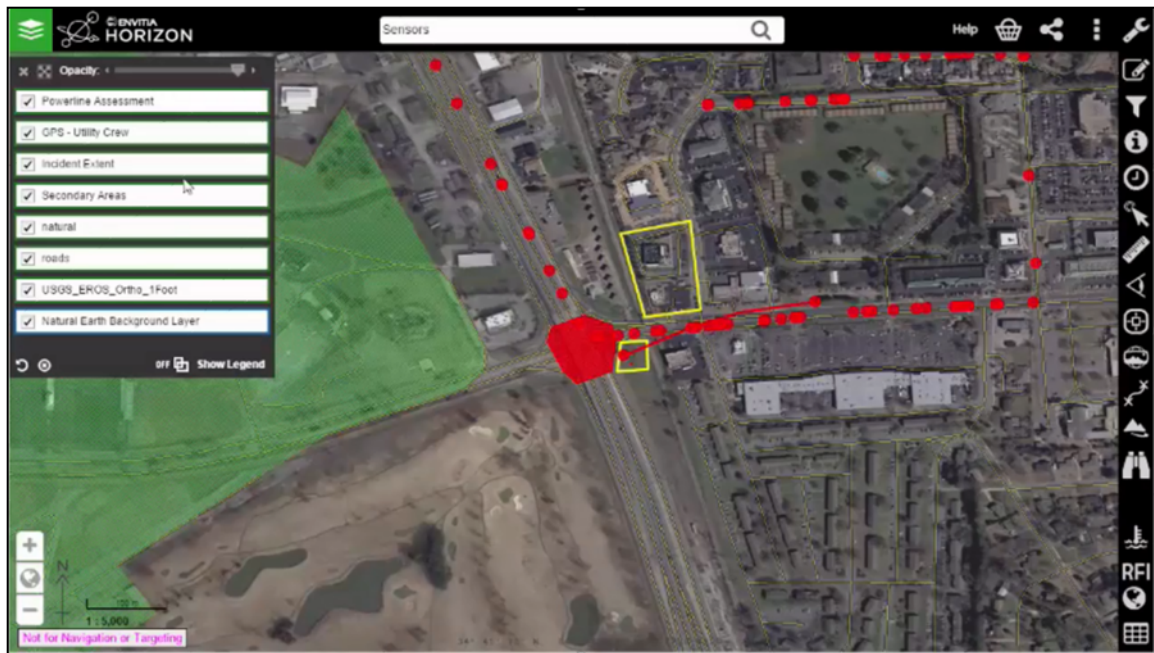 ENVITIA
HORIZON
Sensors
Help
Opacity:
Powerline Assessment
GPS - Utility Crew
Incident Extent
Secondary Areas
natural
roads
USGS_EROS_Ortho_1Foot
Natural Earth Background Layer
OFF Show Legend
N
100 m
1 : 5,000
Not for Navigation or Targeting
RFI